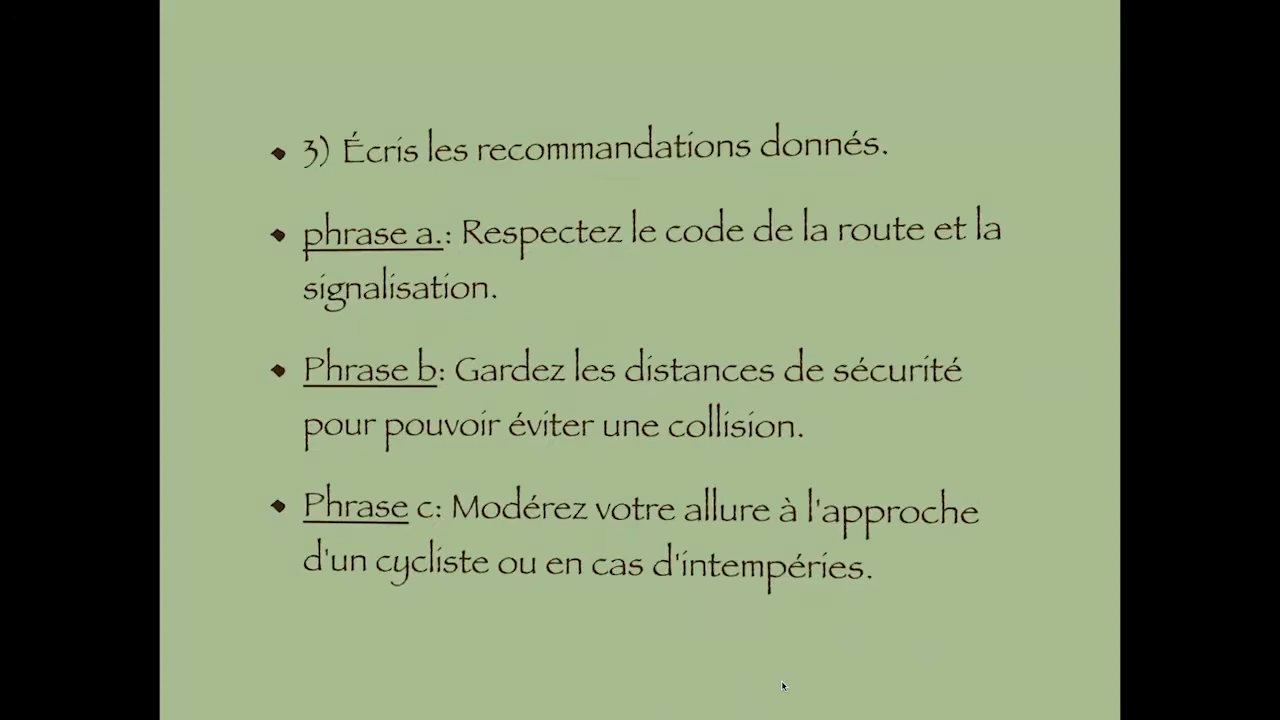 3) Écris les recommandations donnés.
phrase a.: Respectez le code de la route et la
signalisation.
Phrase b: Gardez les distances de sécurité
pour pouvoir éviter une collision.
Phrase c: Modérez votre allure à l'approche
d'un cycliste ou en cas d'intempéries.